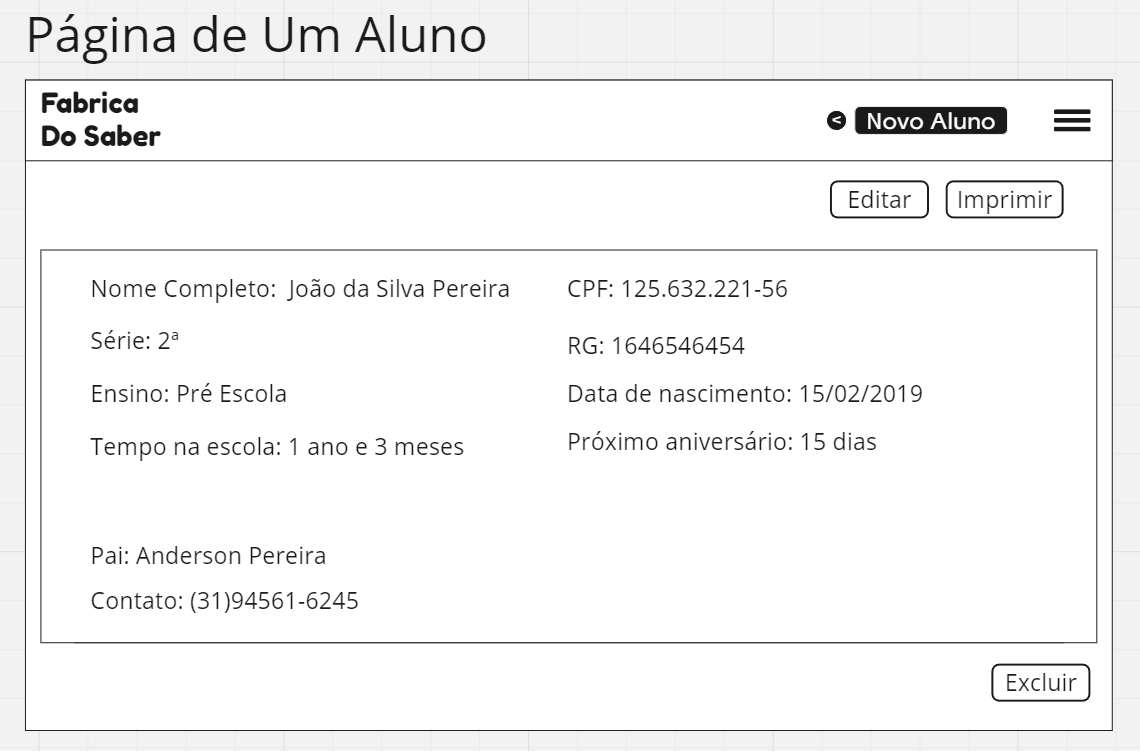 Página de Um Aluno
Fabrica
Do Saber
< Novo Aluno
Editar Imprimir
Nome Completo: João da Silva Pereira
Série: 2ª
Ensino: Pré Escola
Tempo na escola: 1 ano e 3 meses
CPF: 125.632.221-56
RG: 1646546454
Data de nascimento: 15/02/2019
Próximo aniversário: 15 dias
Pai: Anderson Pereira
Contato: (31)94561-6245
Excluir